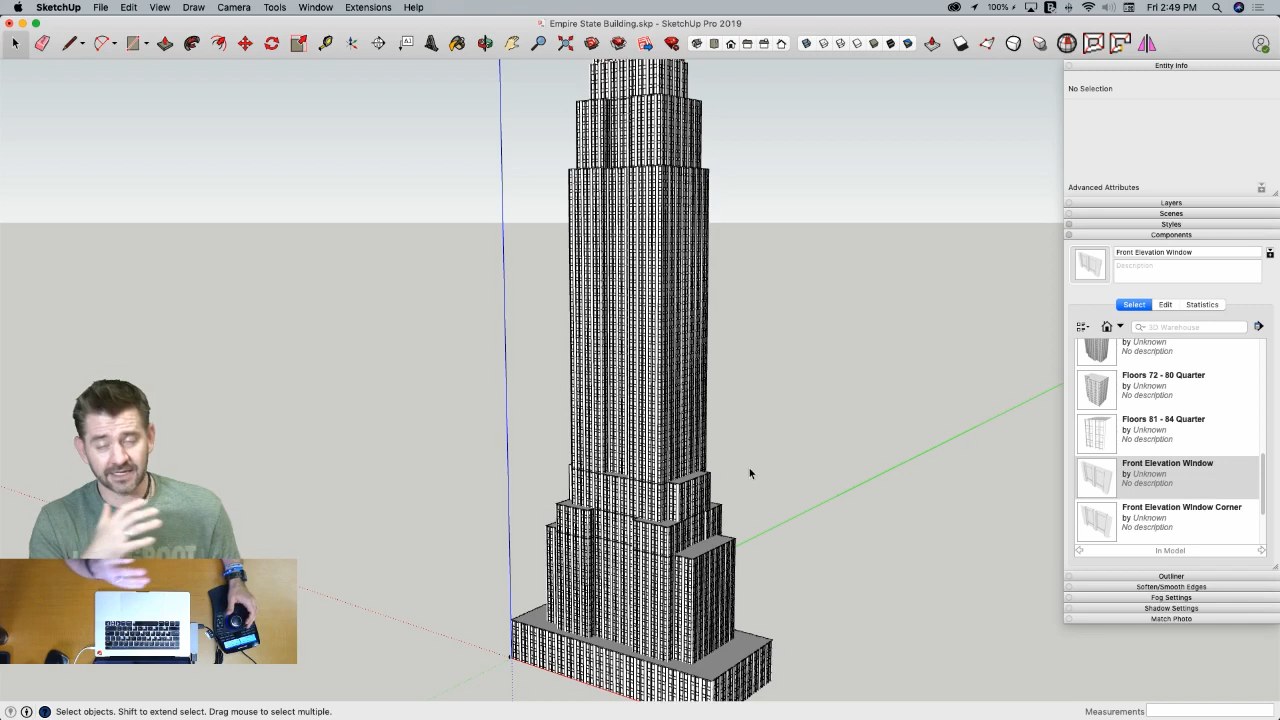 SketchUp File Edit View Draw Camera Tools Window Extensions Help 100% Fri 2:49 PM
Empire State Building.skp - SketchUp Pro 2019
Entity Info
No Selection
Advanced Attributes
Layers
Scenes
Styles
Components
Front Elevation Window
Description
Select Edit Statistics
3D Warehouse
by Unknown
No description
Floors 72 - 80 Quarter
by Unknown
No description
Floors 81 - 84 Quarter
by Unknown
No description
Front Elevation Window
by Unknown
No description
Front Elevation Window Corner
by Unknown
No description
In Model
Outliner
Soften/Smooth Edges
Fog Settings
Shadow Settings
Match Photo
Select objects. Shift to extend select. Drag mouse to select multiple.
Measurements